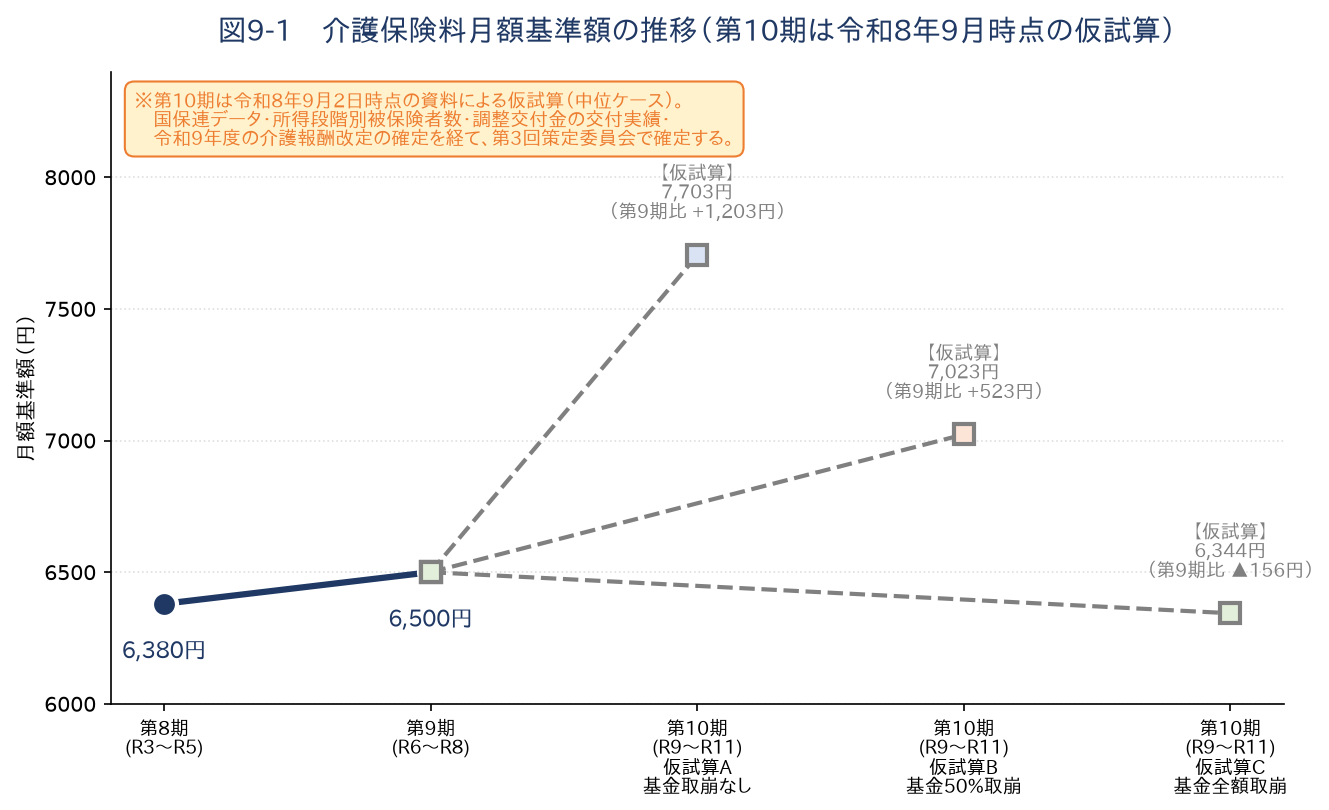 図9-1　介護保険料月額基準額の推移（第10期は令和8年9月時点の仮試算）
※第10期は令和8年9月2日時点の資料による仮試算（中位ケース）。
国保連データ・所得段階別被保険者数・調整交付金の交付実績・
令和9年度の介護報酬改定の確定を経て、第3回策定委員会で確定する。
月額基準額（円）
8000
7500
7000
6500
6000
【仮試算】
7,703円
（第9期比 +1,203円）
【仮試算】
7,023円
（第9期比 +523円）
【仮試算】
6,344円
（第9期比 ▲156円）
6,380円
6,500円
第8期
(R3～R5)
第9期
(R6～R8)
第10期
(R9～R11)
仮試算A
基金取崩なし
第10期
(R9～R11)
仮試算B
基金50%取崩
第10期
(R9～R11)
仮試算C
基金全額取崩